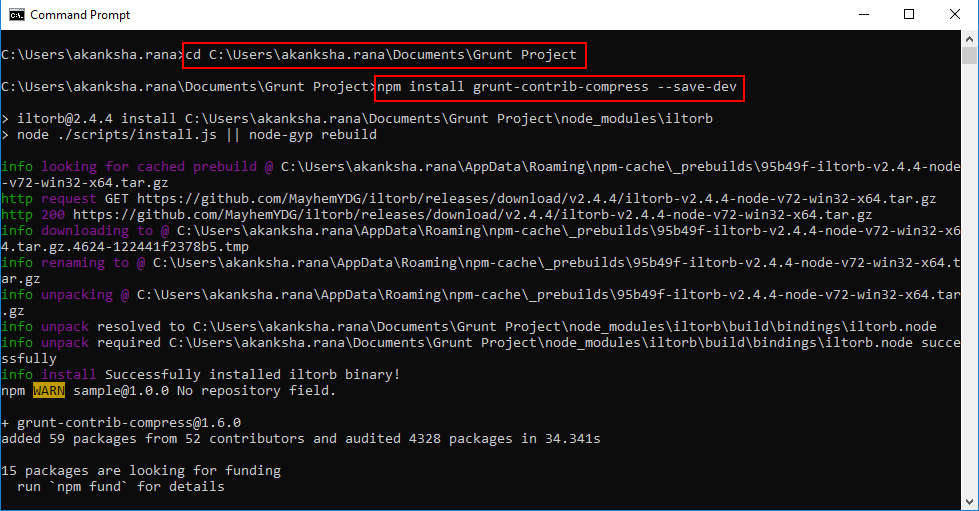 Command Prompt
C:\Users\akanksha.rana>cd C:\Users\akanksha.rana\Documents\Grunt Project
C:\Users\akanksha.rana\Documents\Grunt Project>npm install grunt-contrib-compress --save-dev
> iltorb@2.4.4 install C:\Users\akanksha.rana\Documents\Grunt Project\node_modules\iltorb
> node ./scripts/install.js || node-gyp rebuild
info looking for cached prebuild @ C:\Users\akanksha.rana\AppData\Roaming\npm-cache\_prebuilds\95b49f-iltorb-v2.4.4-node
-v72-win32-x64.tar.gz
http request GET https://github.com/MayhemYDG/iltorb/releases/download/v2.4.4/iltorb-v2.4.4-node-v72-win32-x64.tar.gz
http 200 https://github.com/MayhemYDG/iltorb/releases/download/v2.4.4/iltorb-v2.4.4-node-v72-win32-x64.tar.gz
info downloading to @ C:\Users\akanksha.rana\AppData\Roaming\npm-cache\_prebuilds\95b49f-iltorb-v2.4.4-node-v72-win32-x6
4.tar.gz.4624-122441f2378b5.tmp
info renaming to @ C:\Users\akanksha.rana\AppData\Roaming\npm-cache\_prebuilds\95b49f-iltorb-v2.4.4-node-v72-win32-x64.t
ar.gz
info unpacking @ C:\Users\akanksha.rana\AppData\Roaming\npm-cache\_prebuilds\95b49f-iltorb-v2.4.4-node-v72-win32-x64.tar
.gz
info unpack resolved to C:\Users\akanksha.rana\Documents\Grunt Project\node_modules\iltorb\build\bindings\iltorb.node
info unpack required C:\Users\akanksha.rana\Documents\Grunt Project\node_modules\iltorb\build\bindings\iltorb.node succe
ssfully
info install Successfully installed iltorb binary!
npm WARN sample@1.0.0 No repository field.
+ grunt-contrib-compress@1.6.0
added 59 packages from 52 contributors and audited 4328 packages in 34.341s
15 packages are looking for funding
run `npm fund` for details